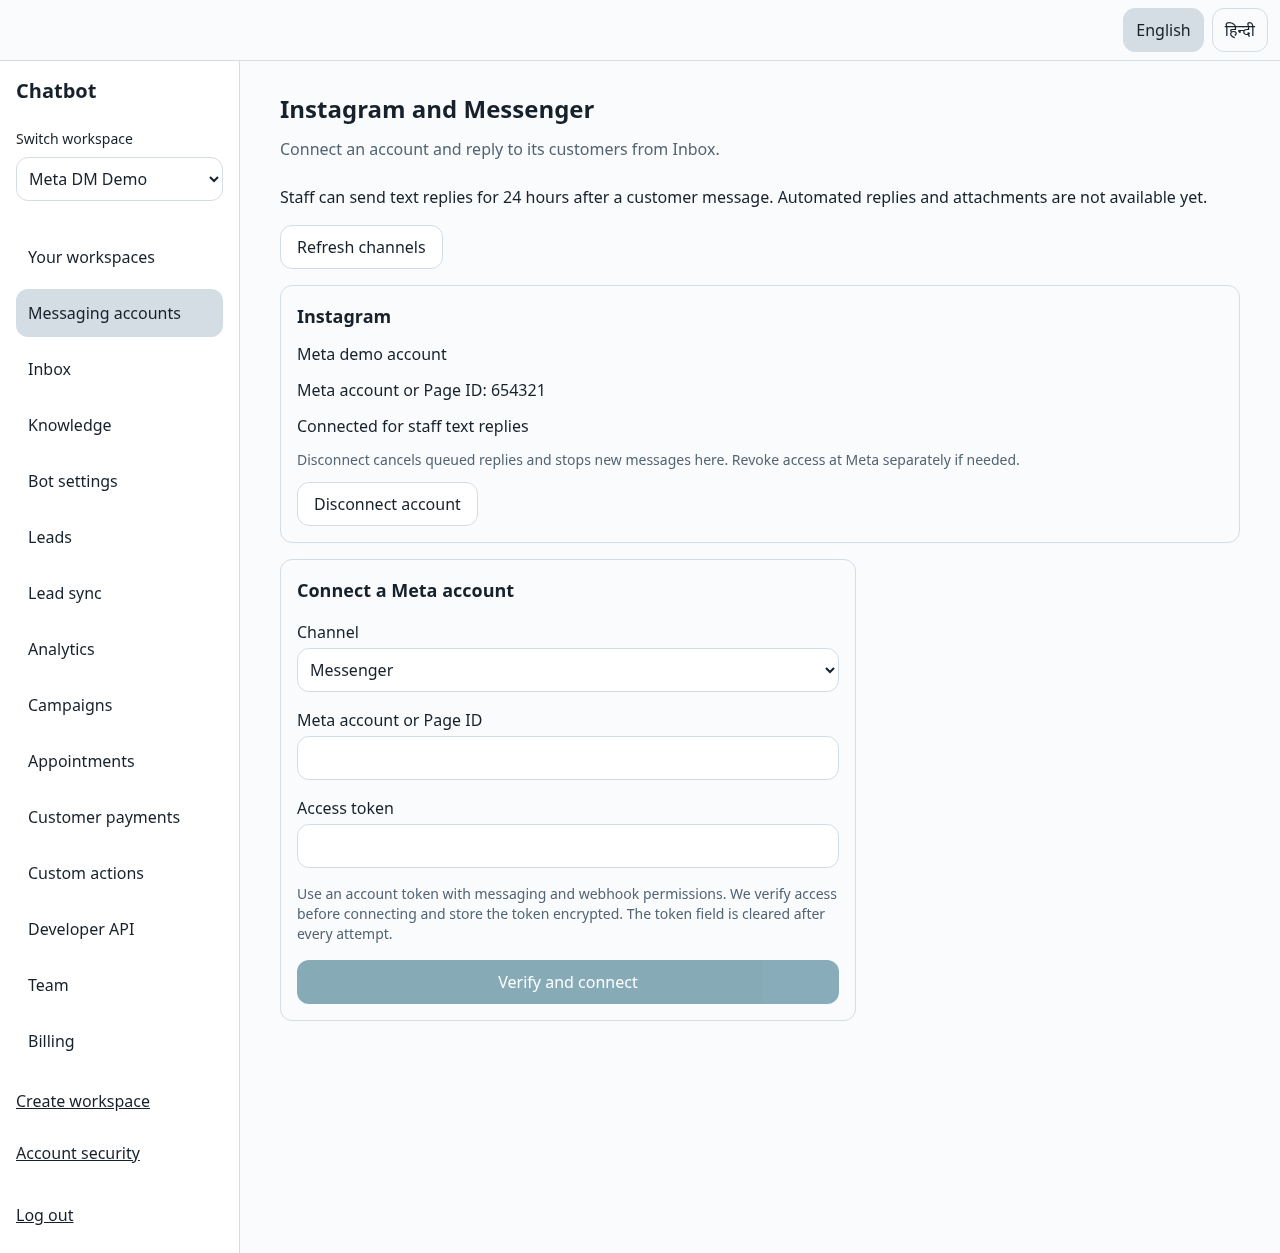 English
हिन्दी
Chatbot
Switch workspace
Meta DM Demo
Your workspaces
Messaging accounts
Inbox
Knowledge
Bot settings
Leads
Lead sync
Analytics
Campaigns
Appointments
Customer payments
Custom actions
Developer API
Team
Billing
Create workspace
Account security
Log out
Instagram and Messenger
Connect an account and reply to its customers from Inbox.
Staff can send text replies for 24 hours after a customer message. Automated replies and attachments are not available yet.
Refresh channels
Instagram
Meta demo account
Meta account or Page ID: 654321
Connected for staff text replies
Disconnect cancels queued replies and stops new messages here. Revoke access at Meta separately if needed.
Disconnect account
Connect a Meta account
Channel
Messenger
Meta account or Page ID
Access token
Use an account token with messaging and webhook permissions. We verify access
before connecting and store the token encrypted. The token field is cleared after
every attempt.
Verify and connect